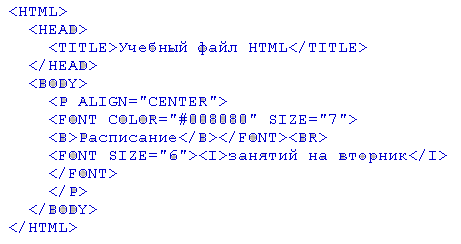 <HTML>
<HEAD>
<TITLE>Учебный файл HTML</TITLE>
</HEAD>
<BODY>
<P ALIGN="CENTER">
<FONT COLOR="#008080" SIZE="7">
<B>Расписание</B></FONT><BR>
<FONT SIZE="6"><I>занятий на вторник</I>
</FONT>
</P>
</BODY>
</HTML>